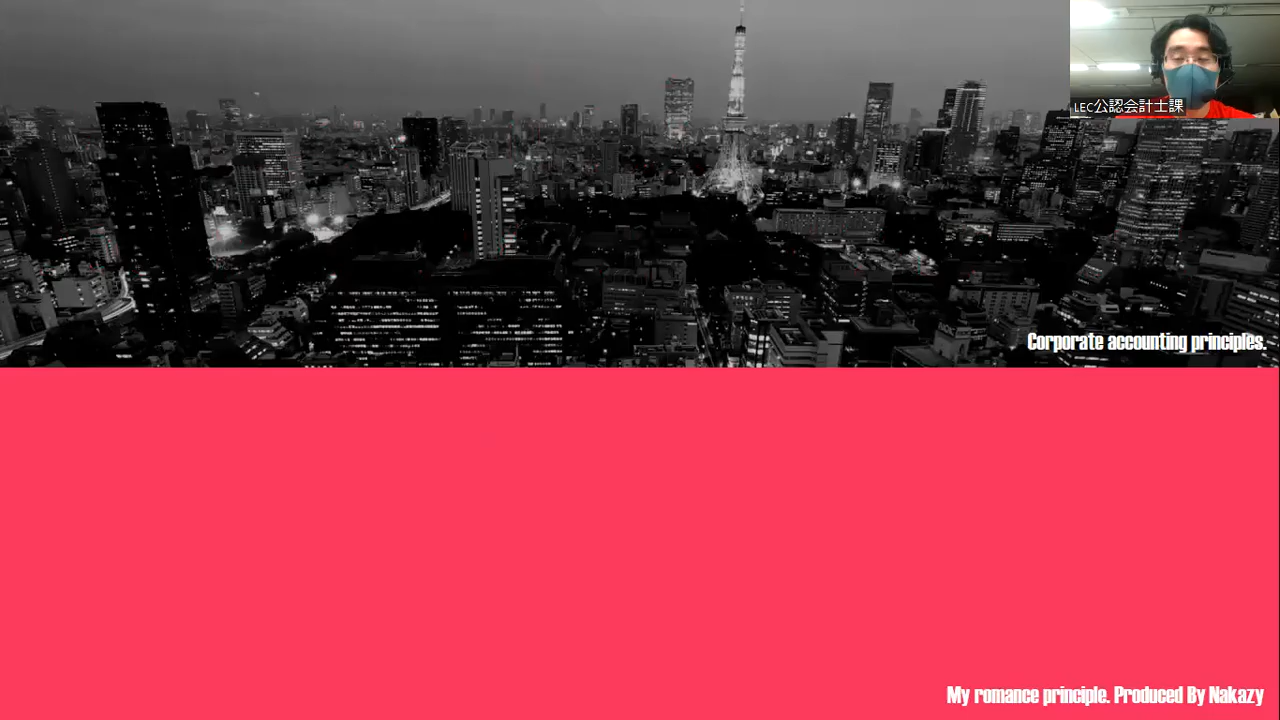 LEC公認会計士課
Corporate accounting principles.
My romance principle. Produced By Nakazy